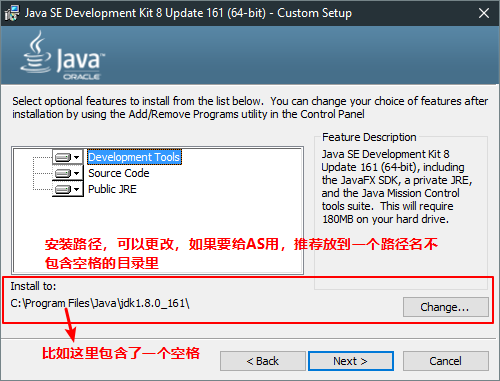 Java SE Development Kit 8 Update 161 (64-bit) - Custom Setup
Java
ORACLE
Select optional features to install from the list below. You can change your choice of features after
installation by using the Add/Remove Programs utility in the Control Panel
Development Tools
Source Code
Public JRE
Feature Description
Java SE Development Kit 8
Update 161 (64-bit), including
the JavaFX SDK, a private JRE,
and the Java Mission Control
tools suite. This will require
180MB on your hard drive.
安装路径，可以更改，如果要给AS用，推荐放到一个路径名不
包含空格的目录里
Install to:
C:\Program Files\Java\jdk1.8.0_161\
Change...
比如这里包含了一个空格
< Back
Next >
Cancel